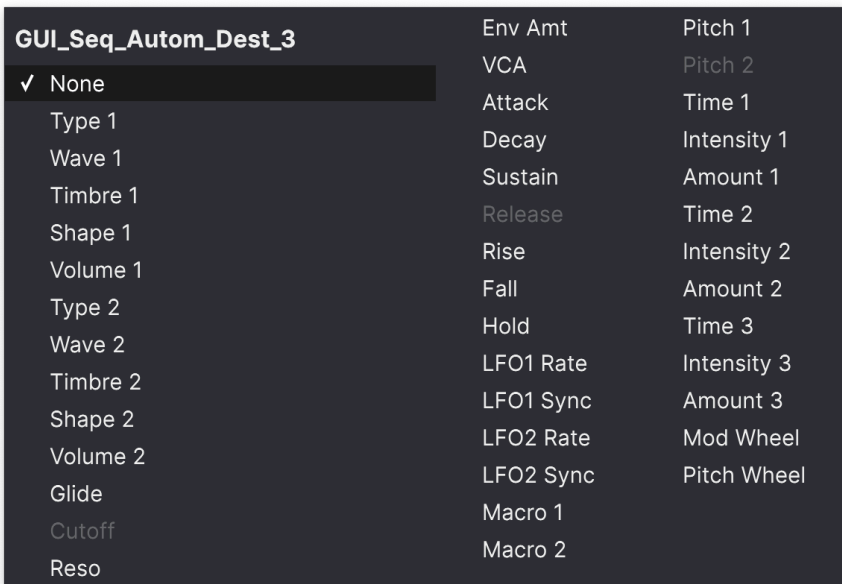 GUI_Seq_Autom_Dest_3
✓ None
Type 1
Wave 1
Timbre 1
Shape 1
Volume 1
Type 2
Wave 2
Timbre 2
Shape 2
Volume 2
Glide
Cutoff
Reso
Env Amt
VCA
Attack
Decay
Sustain
Release
Rise
Fall
Hold
LFO1 Rate
LFO1 Sync
LFO2 Rate
LFO2 Sync
Macro 1
Macro 2
Pitch 1
Pitch 2
Time 1
Intensity 1
Amount 1
Time 2
Intensity 2
Amount 2
Time 3
Intensity 3
Amount 3
Mod Wheel
Pitch Wheel